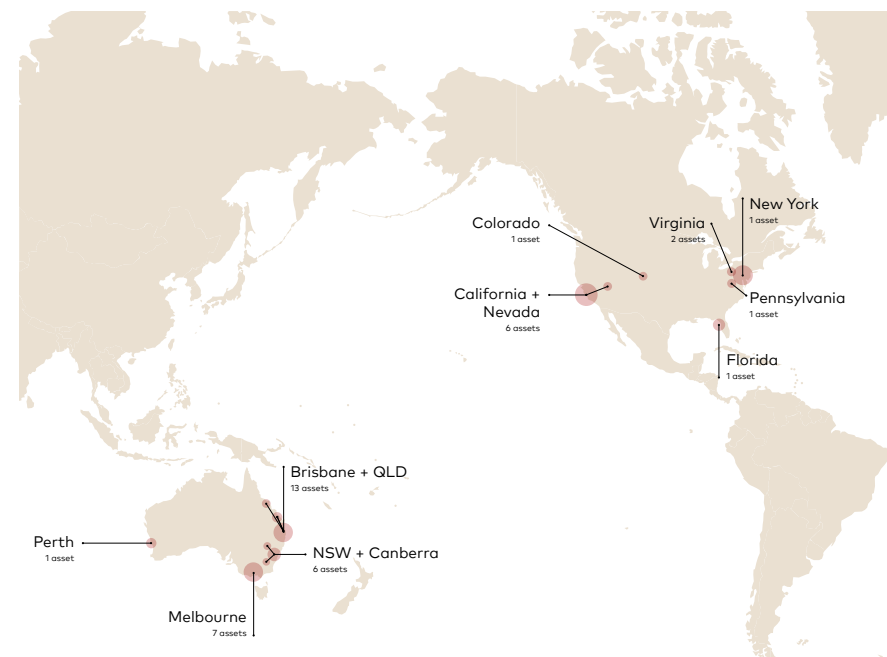 New York
1 asset
Colorado
1 asset
Virginia
2 assets
California +
Nevada
6 assets
Pennsylvania
1 asset
Florida
1 asset
Brisbane + QLD
13 assets
Perth
1 asset
NSW + Canberra
6 assets
Melbourne
7 assets